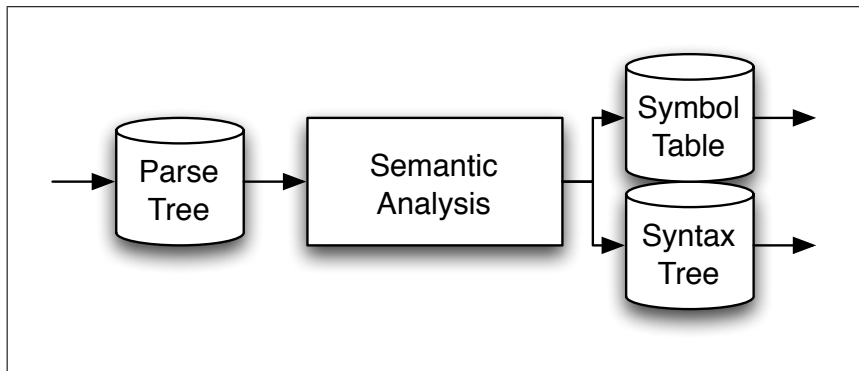 Parse
Tree
Semantic
Analysis
Symbol
Table
Syntax
Tree